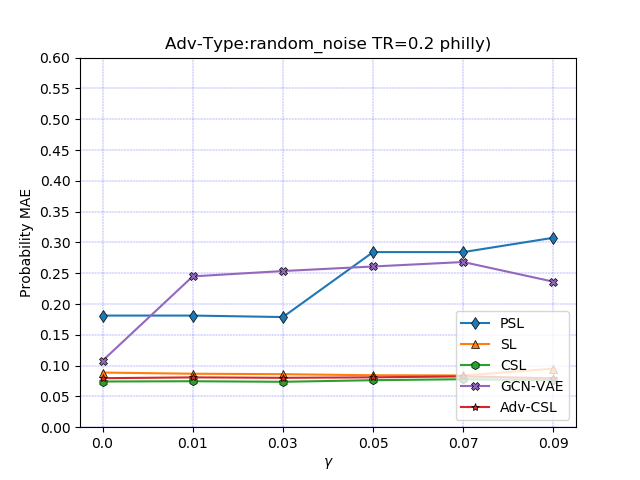 Adv-Type:random_noise TR=0.2 philly)
Probability MAE
0.60
0.55
0.50
0.45
0.40
0.35
0.30
0.25
0.20
0.15
0.10
0.05
0.00
PSL
SL
CSL
GCN-VAE
Adv-CSL
0.0 0.01 0.03 0.05 0.07 0.09
γ